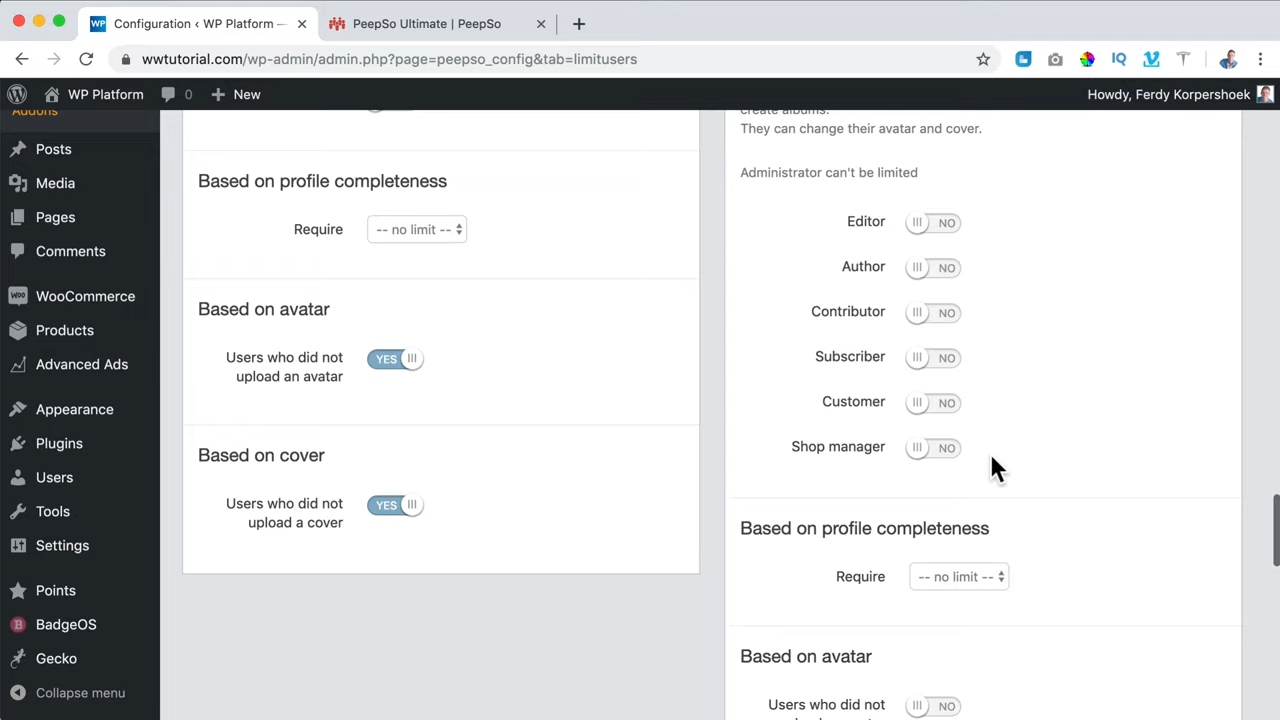 Configuration ‹ WP Platform —
PeepSo Ultimate | PeepSo
wwtutorial.com/wp-admin/admin.php?page=peepso_config&tab=limitusers
WP Platform
0
New
Howdy, Ferdy Korpershoek
Addons
Posts
Media
Pages
Comments
WooCommerce
Products
Advanced Ads
Appearance
Plugins
Users
Tools
Settings
Points
BadgeOS
Gecko
Collapse menu
Based on profile completeness
Require
-- no limit --
Based on avatar
Users who did not
upload an avatar
YES
Based on cover
Users who did not
upload a cover
YES
create albums.
They can change their avatar and cover.
Administrator can't be limited
Editor NO
Author NO
Contributor NO
Subscriber NO
Customer NO
Shop manager NO
Based on profile completeness
Require
-- no limit --
Based on avatar
Users who did not
NO